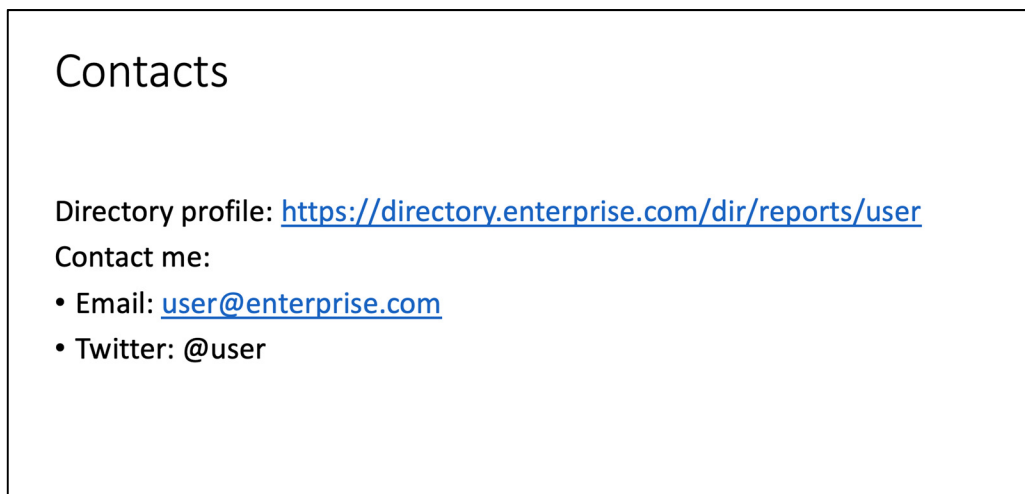 Contacts
Directory profile: https://directory.enterprise.com/dir/reports/user
Contact me:
• Email: user@enterprise.com
• Twitter: @user